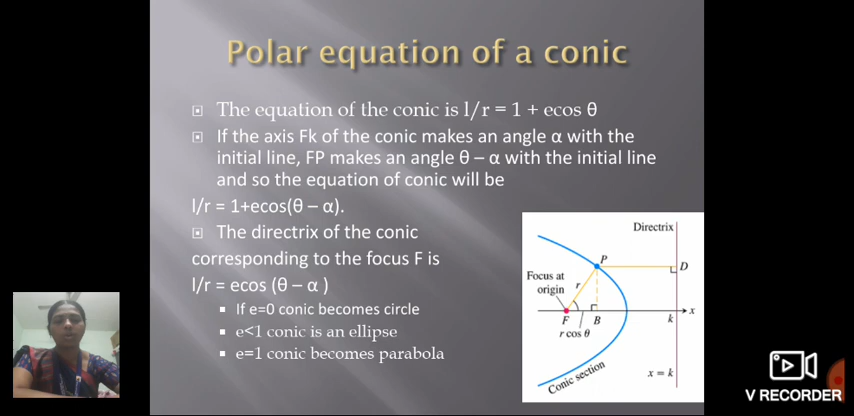 Polar equation of a conic
The equation of the conic is l/r = 1 + ecos θ
If the axis Fk of the conic makes an angle α with the
initial line, FP makes an angle θ – α with the initial line
and so the equation of conic will be
l/r = 1+ecos(θ – α).
The directrix of the conic
corresponding to the focus F is
l/r = ecos (θ – α )
If e=0 conic becomes circle
e<1 conic is an ellipse
e=1 conic becomes parabola
Directrix
P
D
Focus at
origin
r
F
B
k
x
r cos θ
Conic section
x = k
V RECORDER